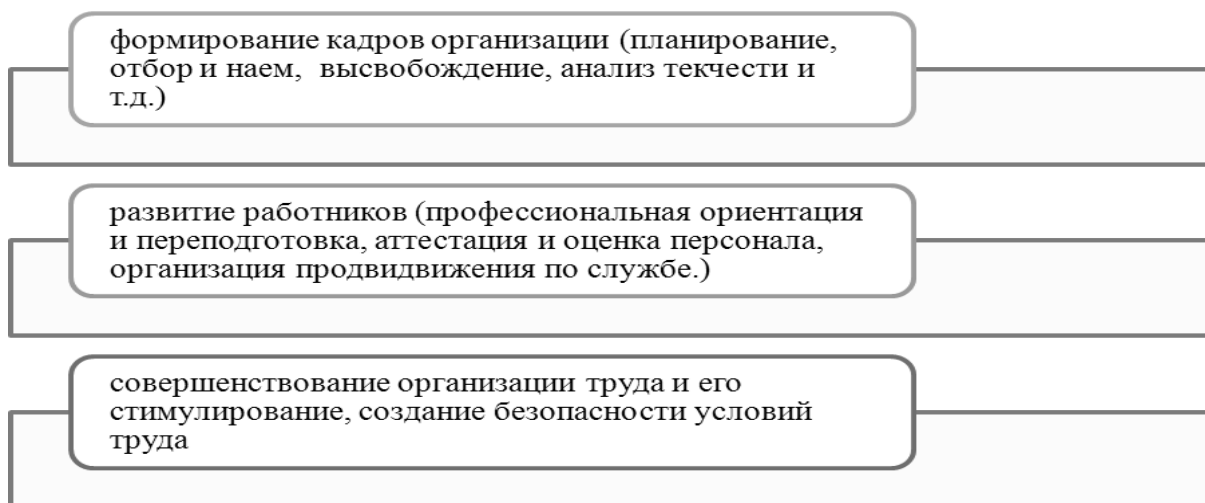 формирование кадров организации (планирование,
отбор и наем, высвобождение, анализ текчести и
т.д.)
развитие работников (профессиональная ориентация
и переподготовка, аттестация и оценка персонала,
организация продвидвижения по службе.)
совершенствование организации труда и его
стимулирование, создание безопасности условий
труда